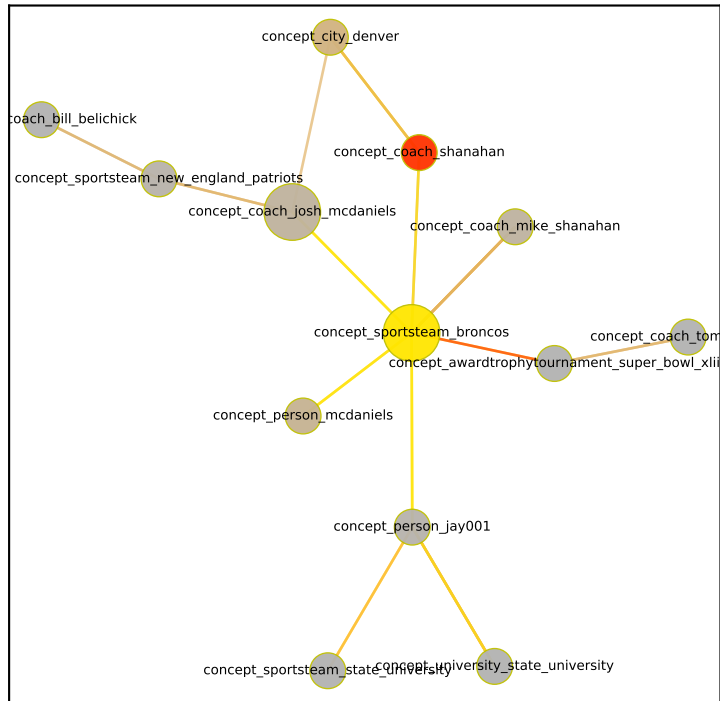 concept_city_denver
coach_bill_belichick
concept_coach_shanahan
concept_sportsteam_new_england_patriots
concept_coach_josh_mcdaniels
concept_coach_mike_shanahan
concept_sportsteam_broncos
concept_coach_tom
concept_awardtrophytournament_super_bowl_xlii
concept_person_mcdaniels
concept_person_jay001
concept_university_state_university
concept_sportsteam_state_university